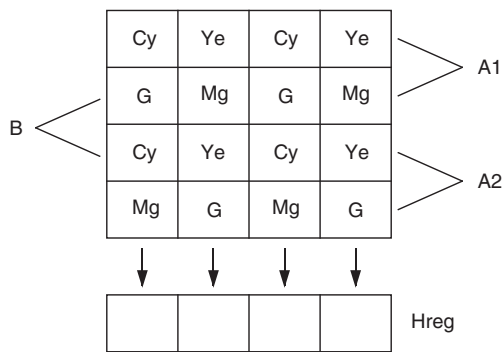 Cy Ye Cy Ye
A1
G Mg G Mg
B
Cy Ye Cy Ye
A2
Mg G Mg G
Hreg